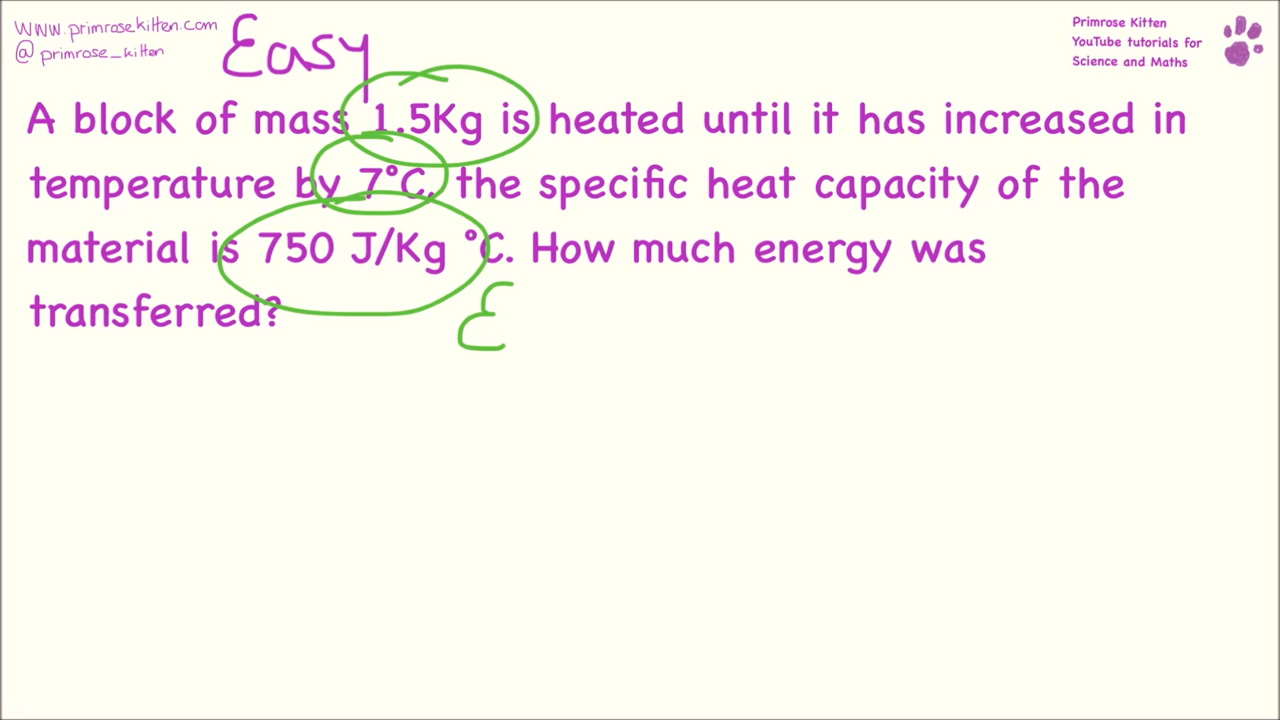 www.primrosekitten.com
@primrose_kitten
Easy
Primrose Kitten
YouTube tutorials for
Science and Maths
A block of mass 1.5Kg is heated until it has increased in
temperature by 7°C, the specific heat capacity of the
material is 750 J/Kg °C. How much energy was
transferred?
E